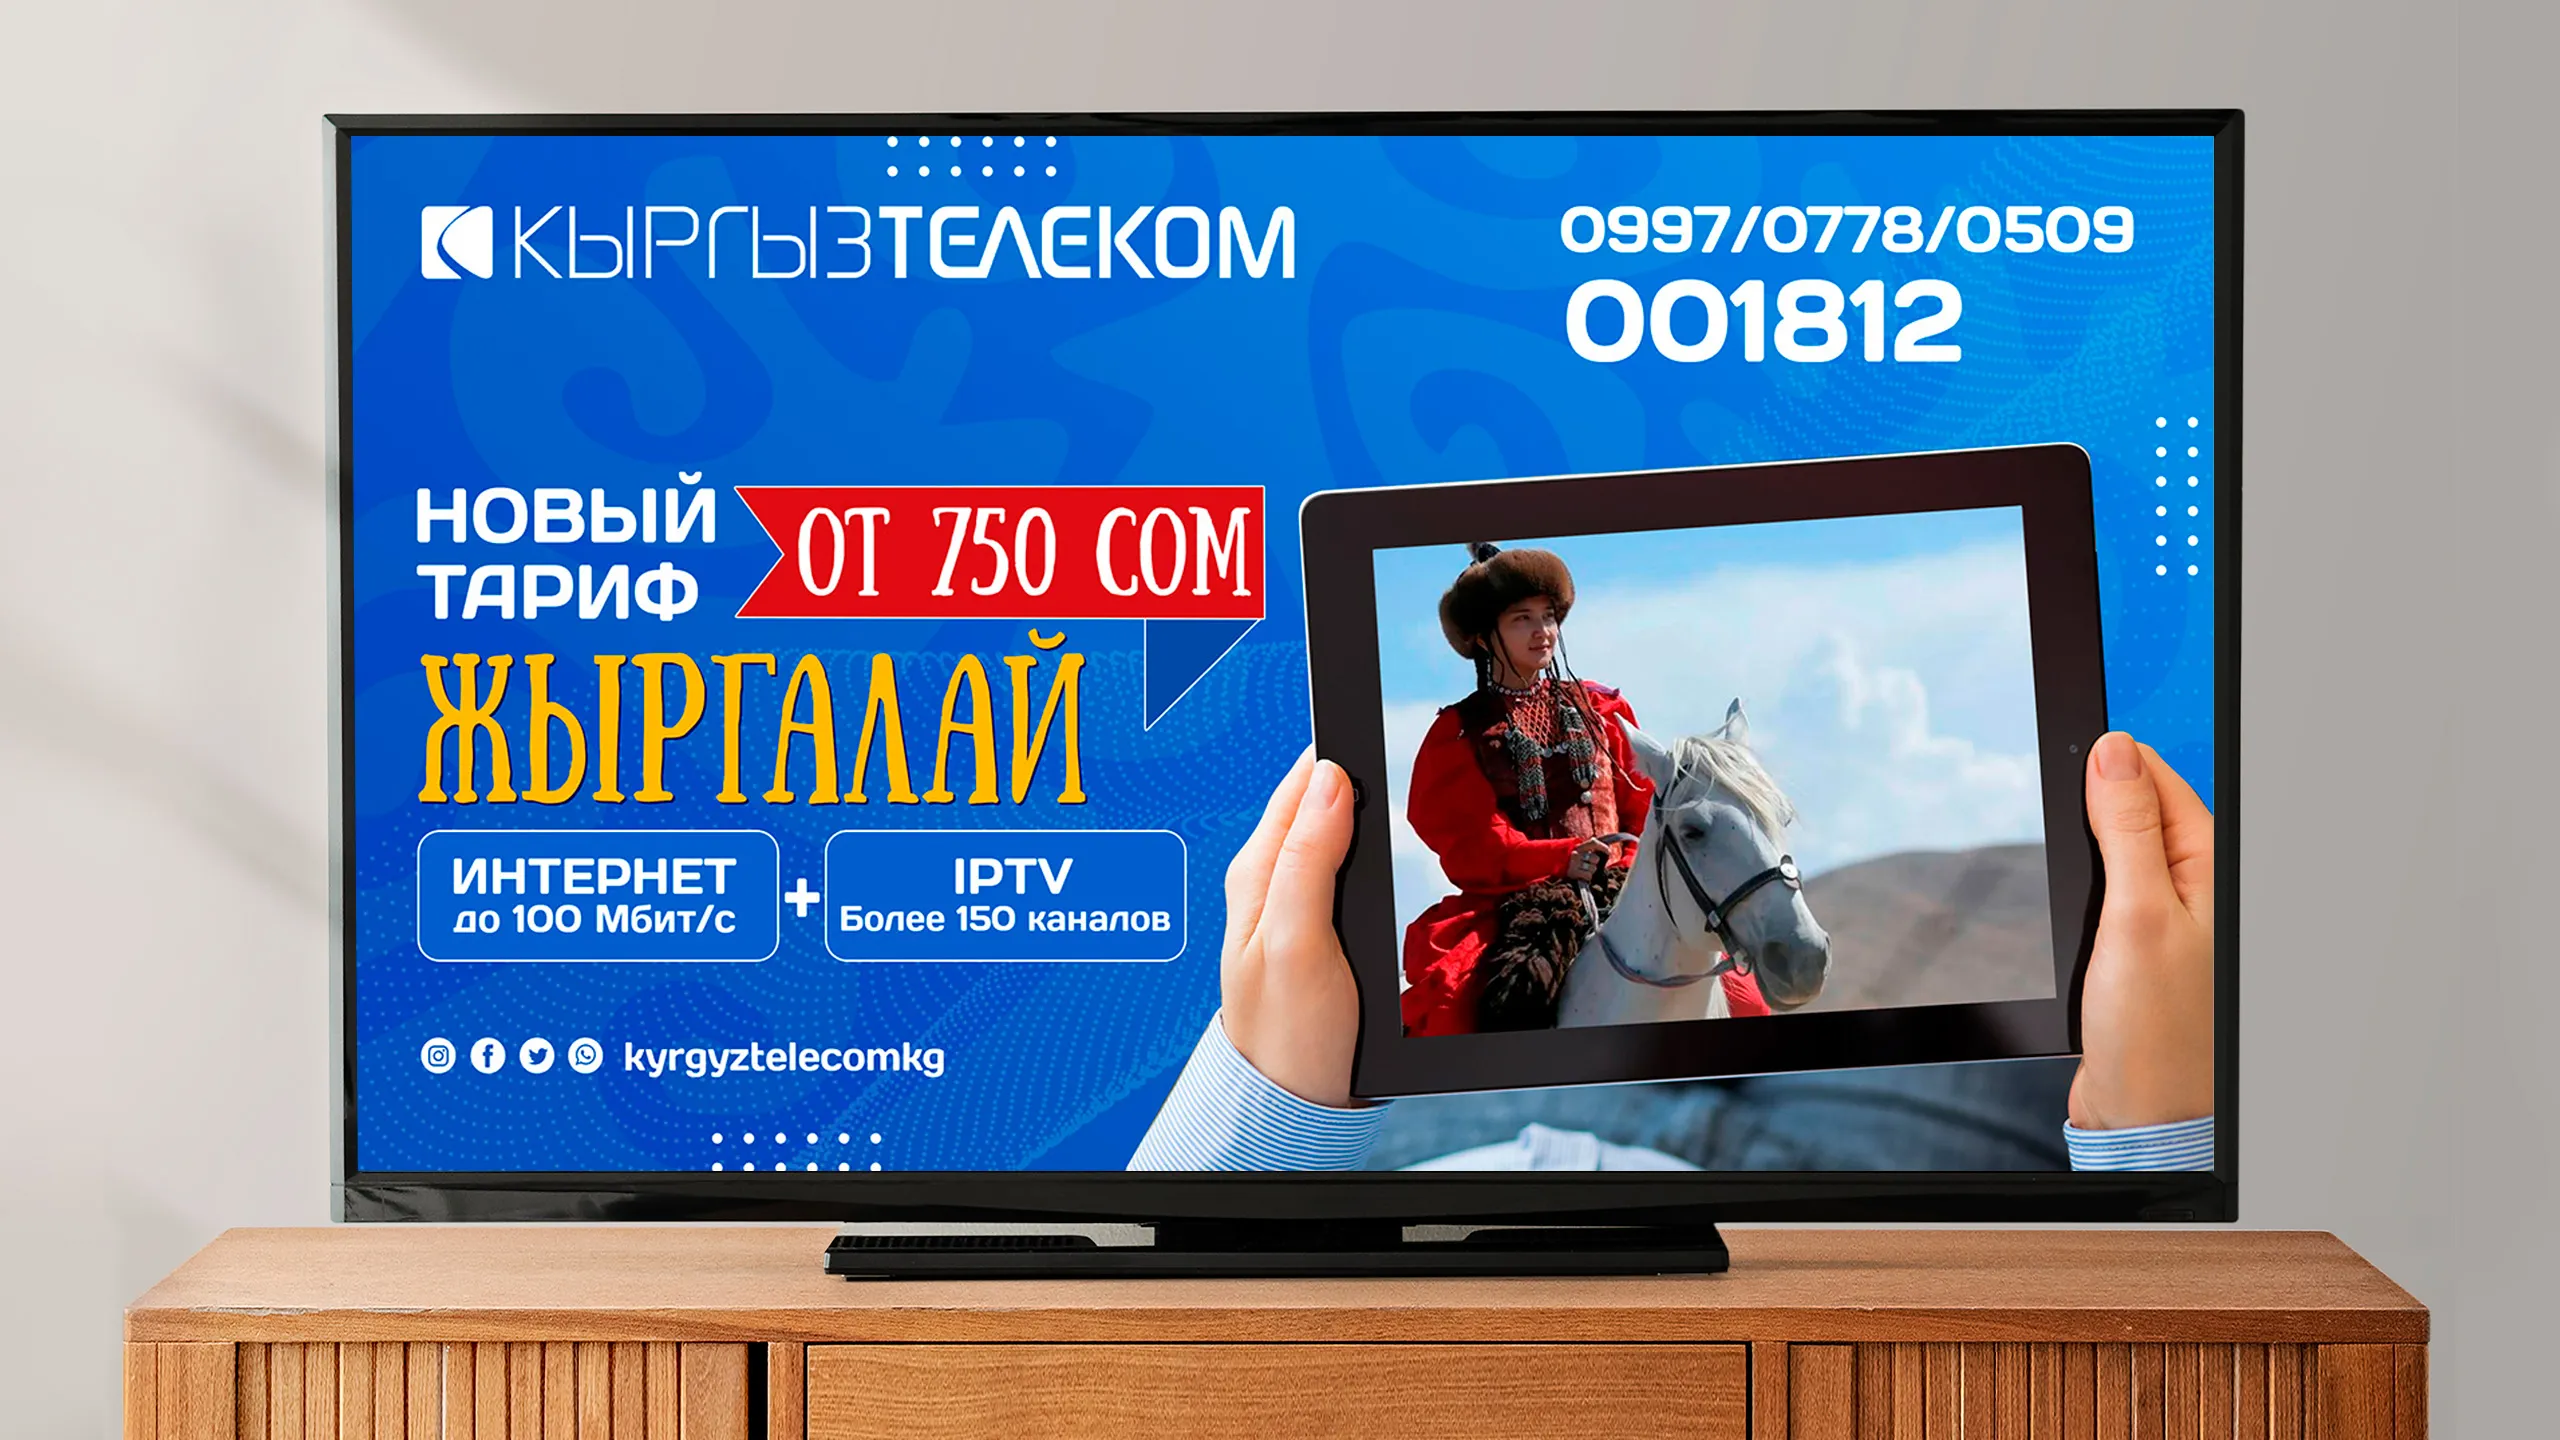 КЫРГЫЗТЕЛЕКОМ
0997/0778/0509
001812
НОВЫЙ
ТАРИФ
ОТ 750 СОМ
ЖЫРГАЛАЙ
ИНТЕРНЕТ
до 100 Мбит/с
+
IPTV
Более 150 каналов
kyrgyztelecomkg